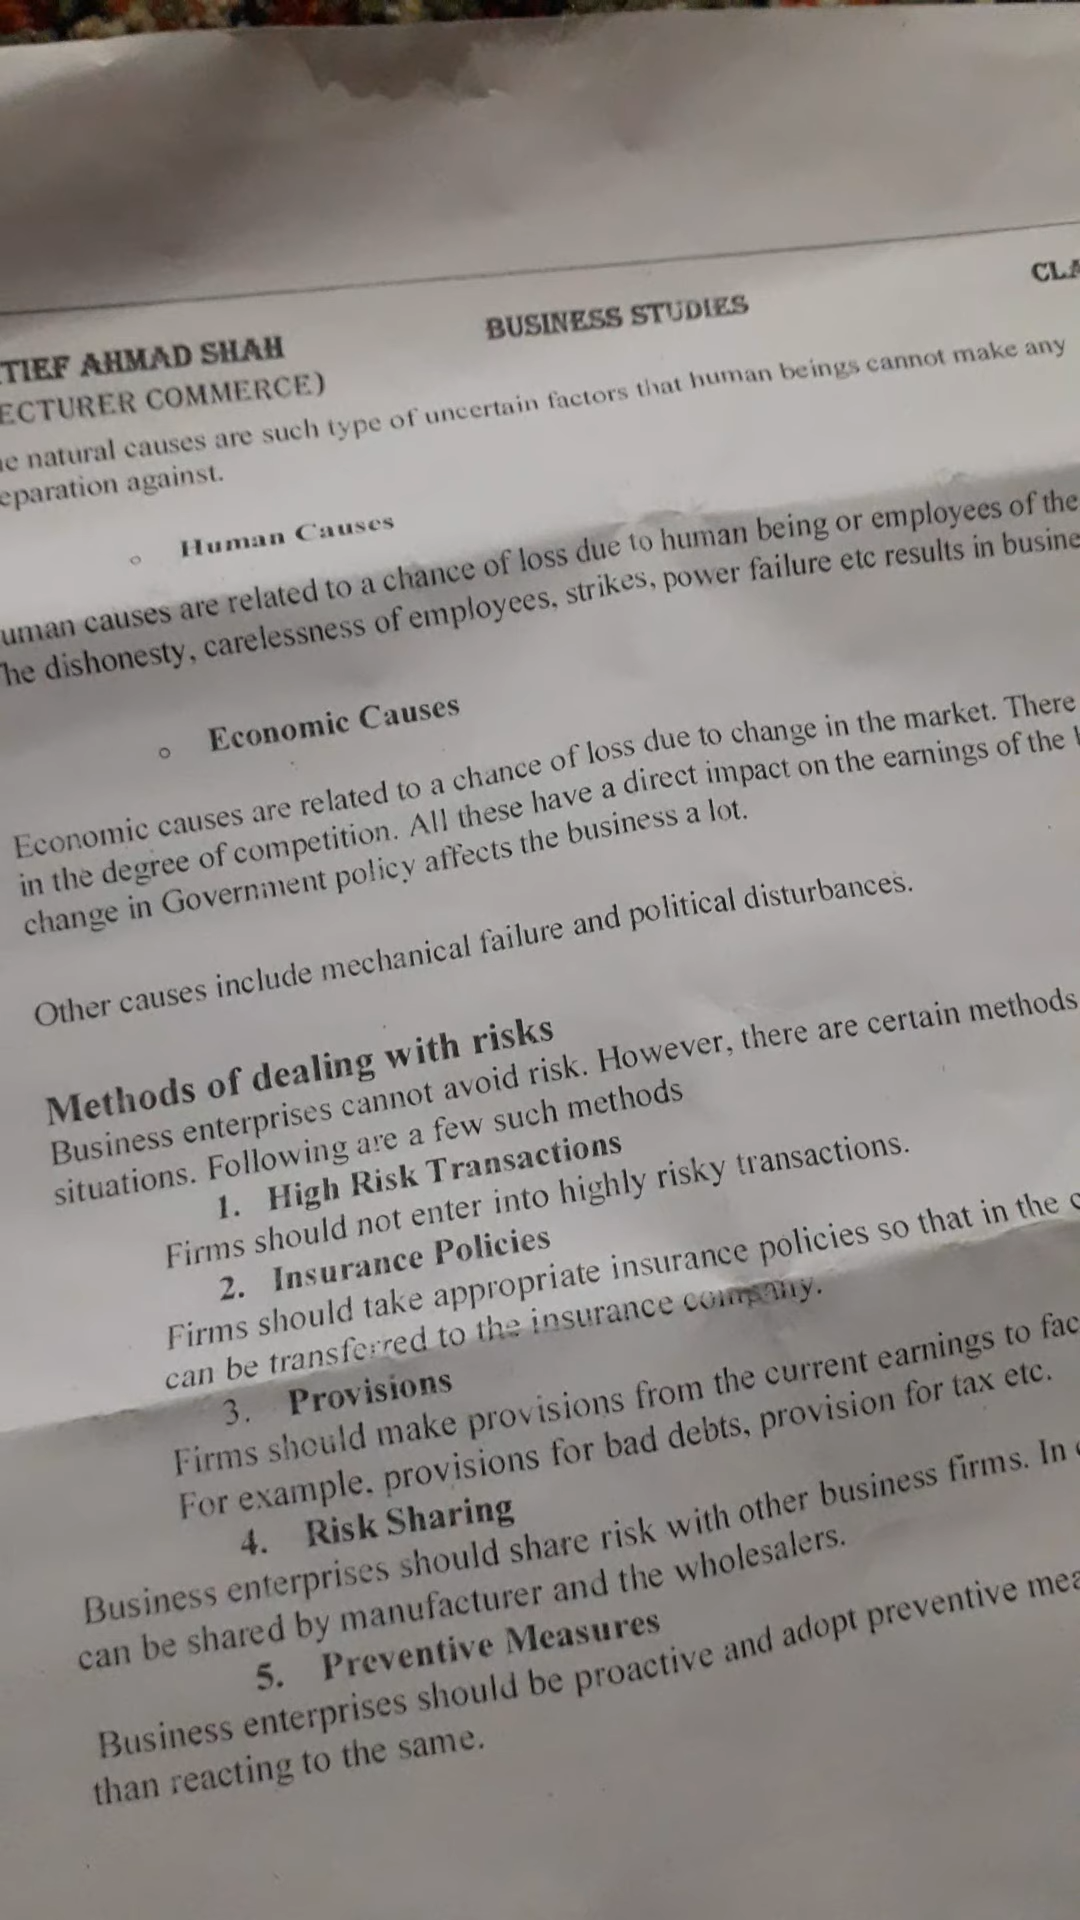 TIEF AHMAD SHAH BUSINESS STUDIES CLA
ECTURER COMMERCE)
e natural causes are such type of uncertain factors that human beings cannot make any
eparation against.
Human Causes
uman causes are related to a chance of loss due to human being or employees of the
he dishonesty, carelessness of employees, strikes, power failure etc results in busine
Economic Causes
Economic causes are related to a chance of loss due to change in the market. There
in the degree of competition. All these have a direct impact on the earnings of the
change in Government policy affects the business a lot.
Other causes include mechanical failure and political disturbances.
Methods of dealing with risks
Business enterprises cannot avoid risk. However, there are certain methods
situations. Following are a few such methods
1. High Risk Transactions
Firms should not enter into highly risky transactions.
2. Insurance Policies
Firms should take appropriate insurance policies so that in the
can be transferred to the insurance company.
3. Provisions
Firms should make provisions from the current earnings to fac
For example, provisions for bad debts, provision for tax etc.
4. Risk Sharing
Business enterprises should share risk with other business firms. In
can be shared by manufacturer and the wholesalers.
5. Preventive Measures
Business enterprises should be proactive and adopt preventive mea
than reacting to the same.